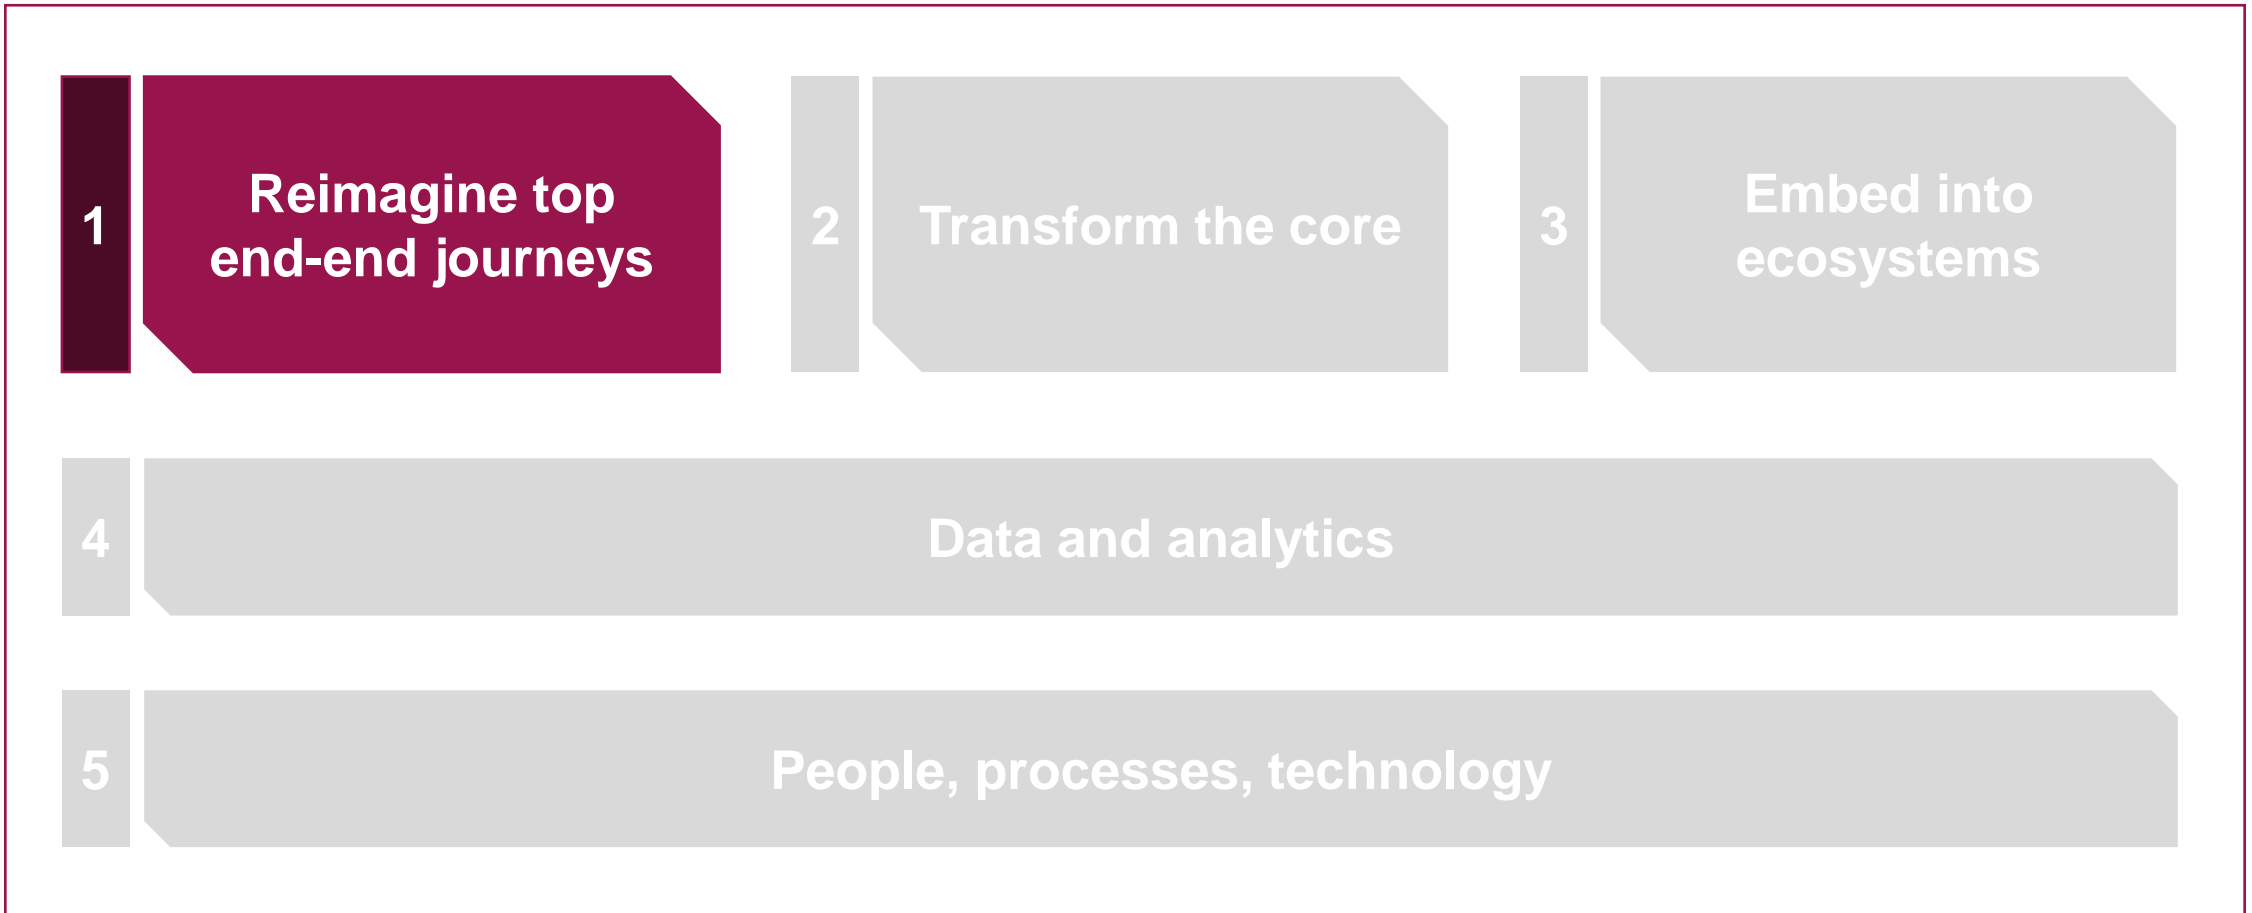 1
Reimagine top
end-end journeys
2
Transform the core
3
Embed into
ecosystems
4
Data and analytics
5
People, processes, technology